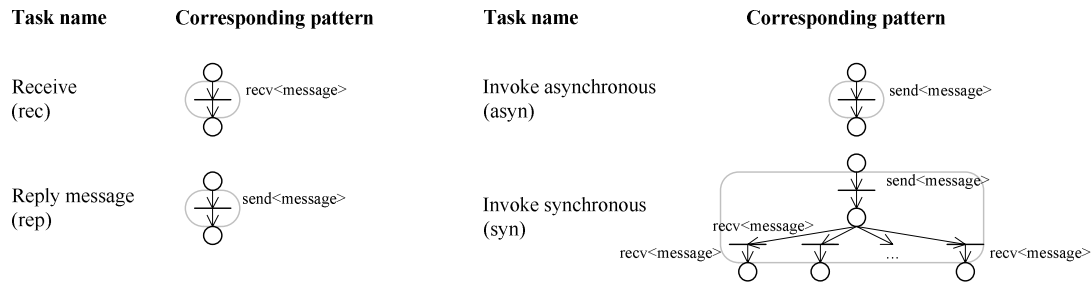 Task name Corresponding pattern Task name Corresponding pattern
Receive
(rec)
recv<message>
Invoke asynchronous
(asyn)
send<message>
Reply message
(rep)
send<message>
Invoke synchronous
(syn)
send<message>
recv<message>
recv<message>
...
recv<message>